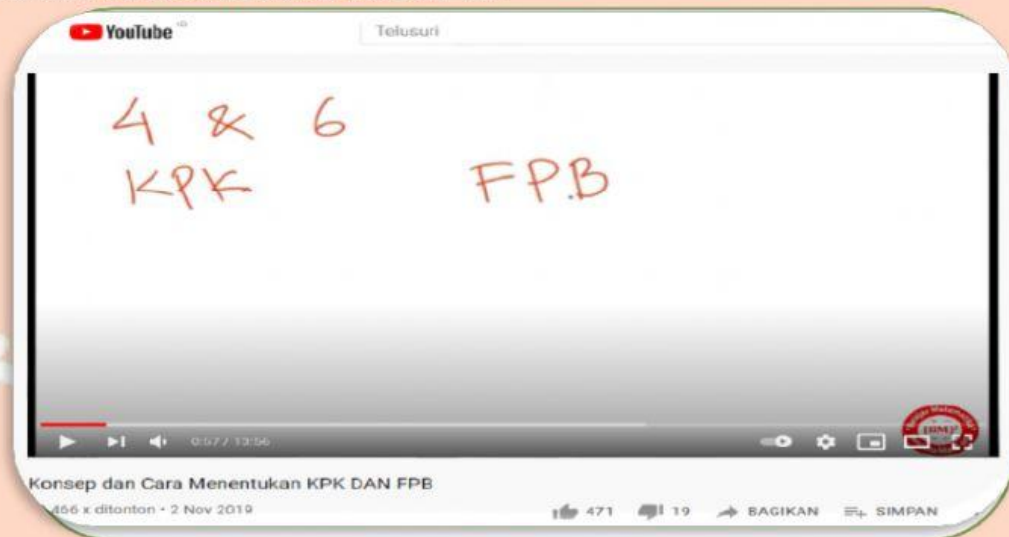 YouTube ID
Telusuri
4 & 6
KPK FPB
0:57 / 13:56
Konsep dan Cara Menentukan KPK DAN FPB
466 x ditonton • 2 Nov 2019 471 19 BAGIKAN SIMPAN